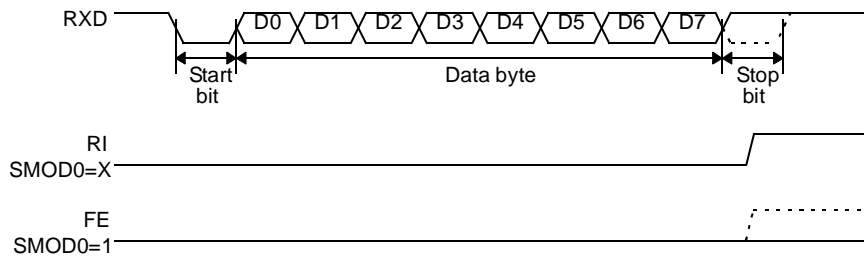 RXD D0 D1 D2 D3 D4 D5 D6 D7
Start bit Data byte Stop bit
RI
SMOD0=X
FE
SMOD0=1